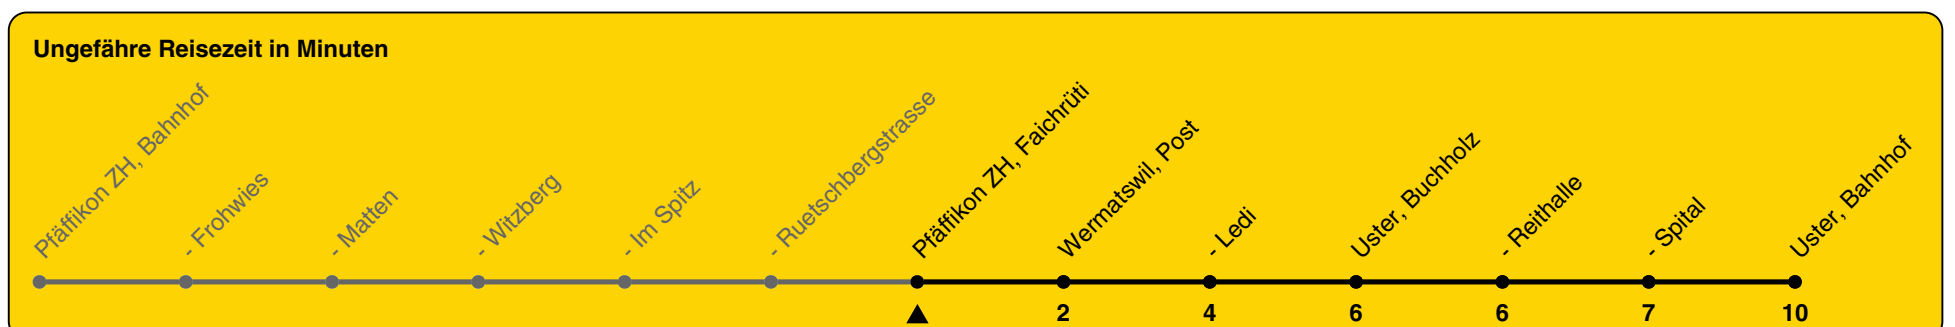 Ungefähre Reisezeit in Minuten
Pfäffikon ZH, Bahnhof
- Frohwies
- Matten
- Witzberg
- Im Spitz
- Ruetschbergstrasse
Pfäffikon ZH, Faichrüti
Wermatswil, Post
- Ledi
Uster, Buchholz
- Reithalle
- Spital
Uster, Bahnhof
2 4 6 6 7 10